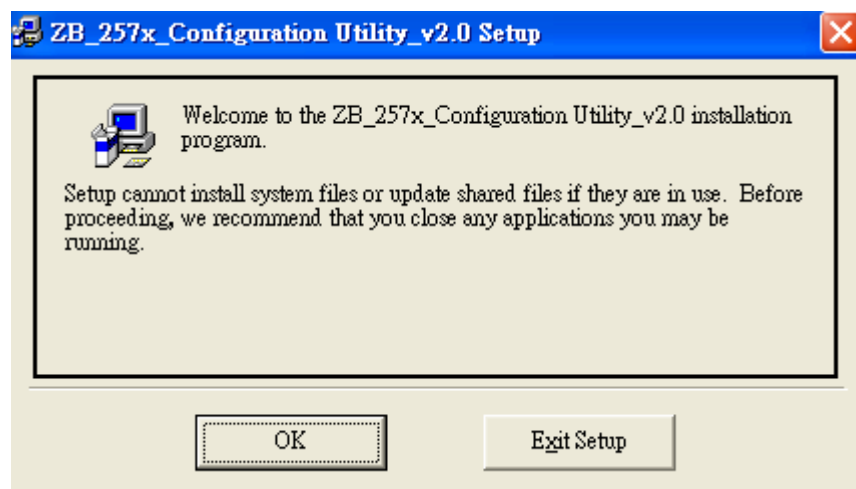 ZB_257x_Configuration Utility_v2.0 Setup
Welcome to the ZB_257x_Configuration Utility_v2.0 installation
program.
Setup cannot install system files or update shared files if they are in use.  Before
proceeding, we recommend that you close any applications you may be
running.
OK
Exit Setup